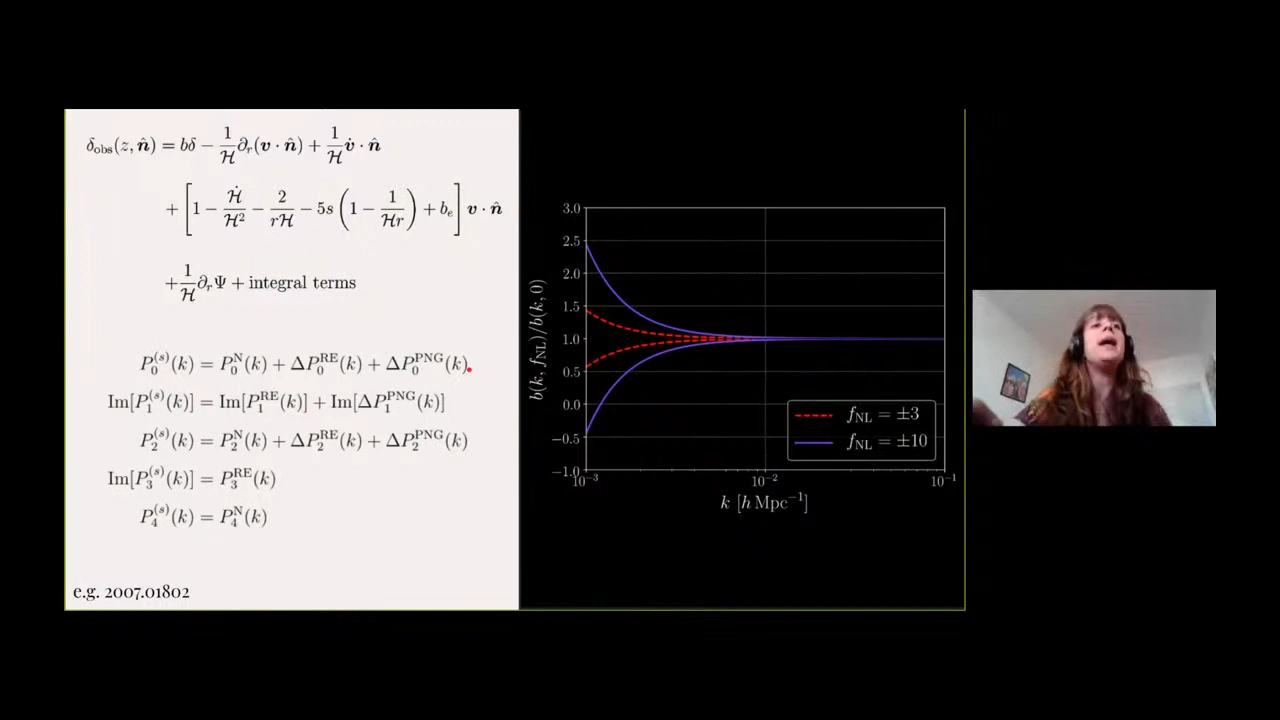 δ_obs(z, n̂) = bδ − 1/ℋ ∂_r(v · n̂) + 1/ℋ v̇ · n̂
+ [1 − ℋ̇/ℋ² − 2/rℋ − 5s (1 − 1/ℋr) + b_e] v · n̂
+ 1/ℋ ∂_rΨ + integral terms
P_0^(s)(k) = P_0^N(k) + ΔP_0^RE(k) + ΔP_0^PNG(k)
Im[P_1^(s)(k)] = Im[P_1^RE(k)] + Im[ΔP_1^PNG(k)]
P_2^(s)(k) = P_2^N(k) + ΔP_2^RE(k) + ΔP_2^PNG(k)
Im[P_3^(s)(k)] = P_3^RE(k)
P_4^(s)(k) = P_4^N(k)
e.g. 2007.01802
b(k, f_NL)/b(k, 0)
3.0
2.5
2.0
1.5
1.0
0.5
0.0
−0.5
−1.0
f_NL = ±3
f_NL = ±10
10^−3 10^−2 10^−1
k [h Mpc^−1]